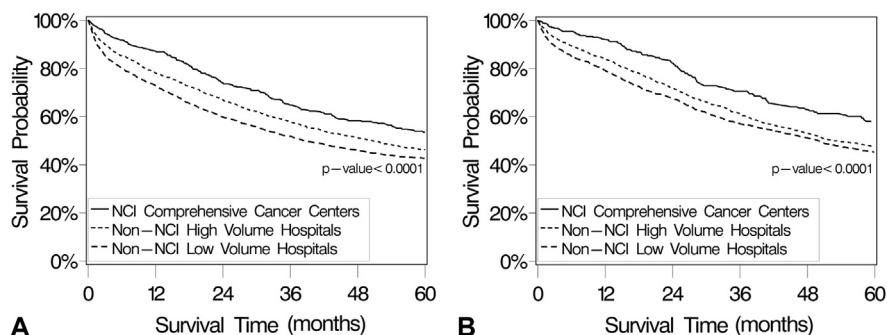 100%
80%
60%
40%
20%
0%
Survival Probability
p-value< 0.0001
NCI Comprehensive Cancer Centers
Non-NCI High Volume Hospitals
Non-NCI Low Volume Hospitals
0 12 24 36 48 60
A Survival Time (months)
100%
80%
60%
40%
20%
0%
Survival Probability
p-value< 0.0001
NCI Comprehensive Cancer Centers
Non-NCI High Volume Hospitals
Non-NCI Low Volume Hospitals
0 12 24 36 48 60
B Survival Time (months)